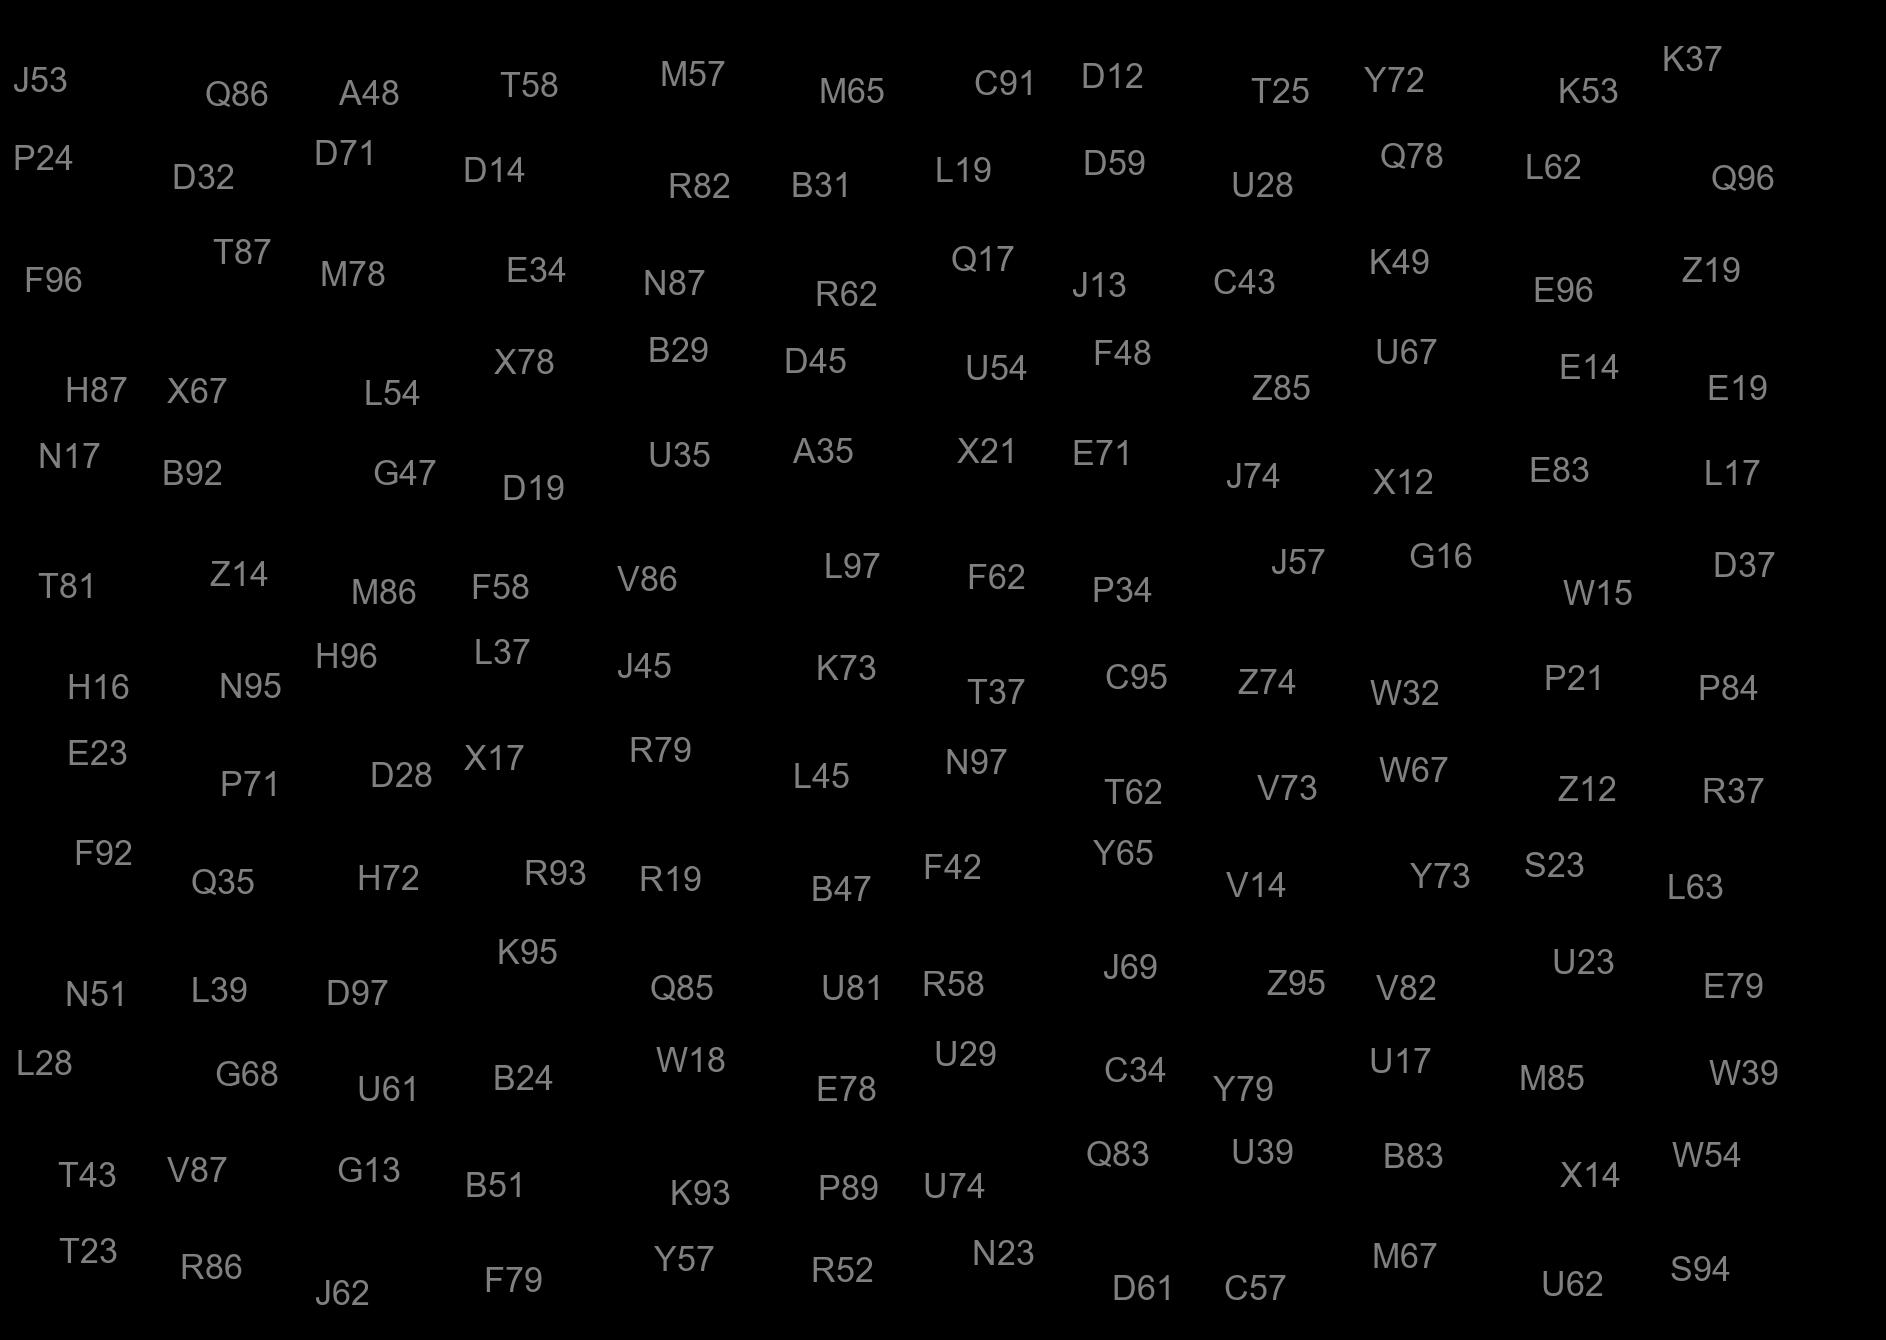 J53 Q86 A48 T58 M57 M65 C91 D12 T25 Y72 K53 K37
P24 D32 D71 D14 R82 B31 L19 D59 U28 Q78 L62 Q96
F96 T87 M78 E34 N87 R62 Q17 J13 C43 K49 E96 Z19
H87 X67 L54 X78 B29 D45 U54 F48 Z85 U67 E14 E19
N17 B92 G47 D19 U35 A35 X21 E71 J74 X12 E83 L17
T81 Z14 M86 F58 V86 L97 F62 P34 J57 G16 W15 D37
H16 N95 H96 L37 J45 K73 T37 C95 Z74 W32 P21 P84
E23 P71 D28 X17 R79 L45 N97 T62 V73 W67 Z12 R37
F92 Q35 H72 R93 R19 B47 F42 Y65 V14 Y73 S23 L63
N51 L39 D97 K95 Q85 U81 R58 J69 Z95 V82 U23 E79
L28 G68 U61 B24 W18 E78 U29 C34 Y79 U17 M85 W39
T43 V87 G13 B51 K93 P89 U74 Q83 U39 B83 X14 W54
T23 R86 J62 F79 Y57 R52 N23 D61 C57 M67 U62 S94